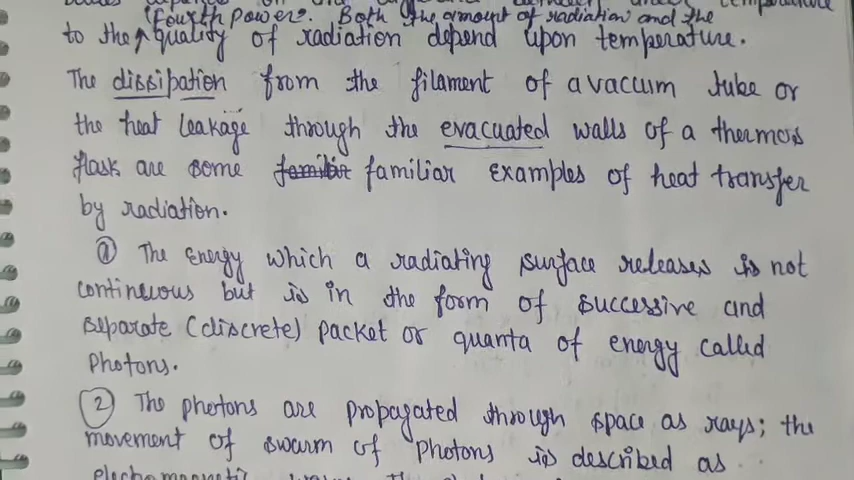 fourth power. Both the amount of radiation and the
to the quality of radiation depend upon temperature.
The dissipation from the filament of a vaccum tube or
the heat leakage through the evacuated walls of a thermos
flask are some familiar familiar examples of heat transfer
by radiation.
① The Energy which a radiating surface releases is not
continuous but is in the form of successive and
separate (discrete) packet or quanta of energy called
Photons.
② The photons are propagated through space as rays; the
movement of swarm of Photons is described as